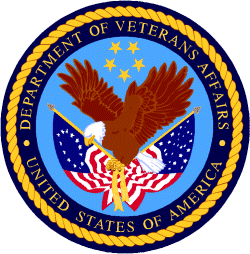 DEPARTMENT OF VETERANS AFFAIRS
UNITED STATES OF AMERICA